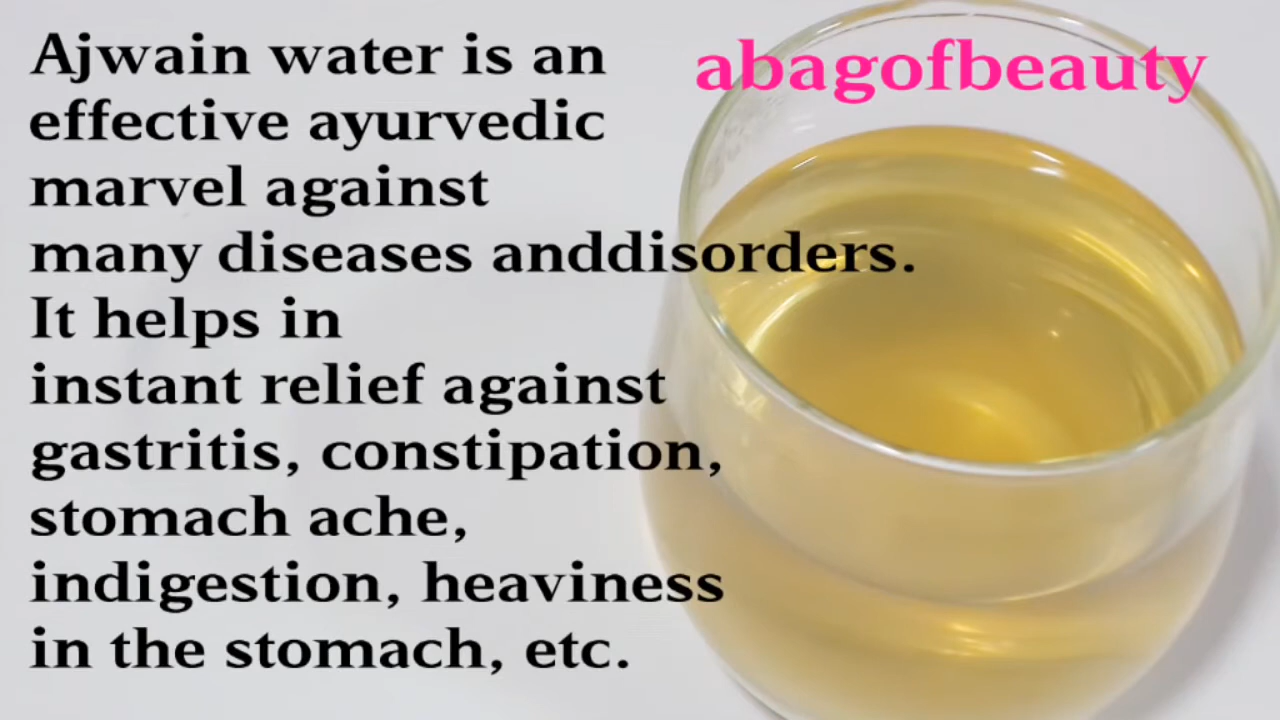 Ajwain water is an
effective ayurvedic
marvel against
many diseases anddisorders.
It helps in
instant relief against
gastritis, constipation,
stomach ache,
indigestion, heaviness
in the stomach, etc.
abagofbeauty